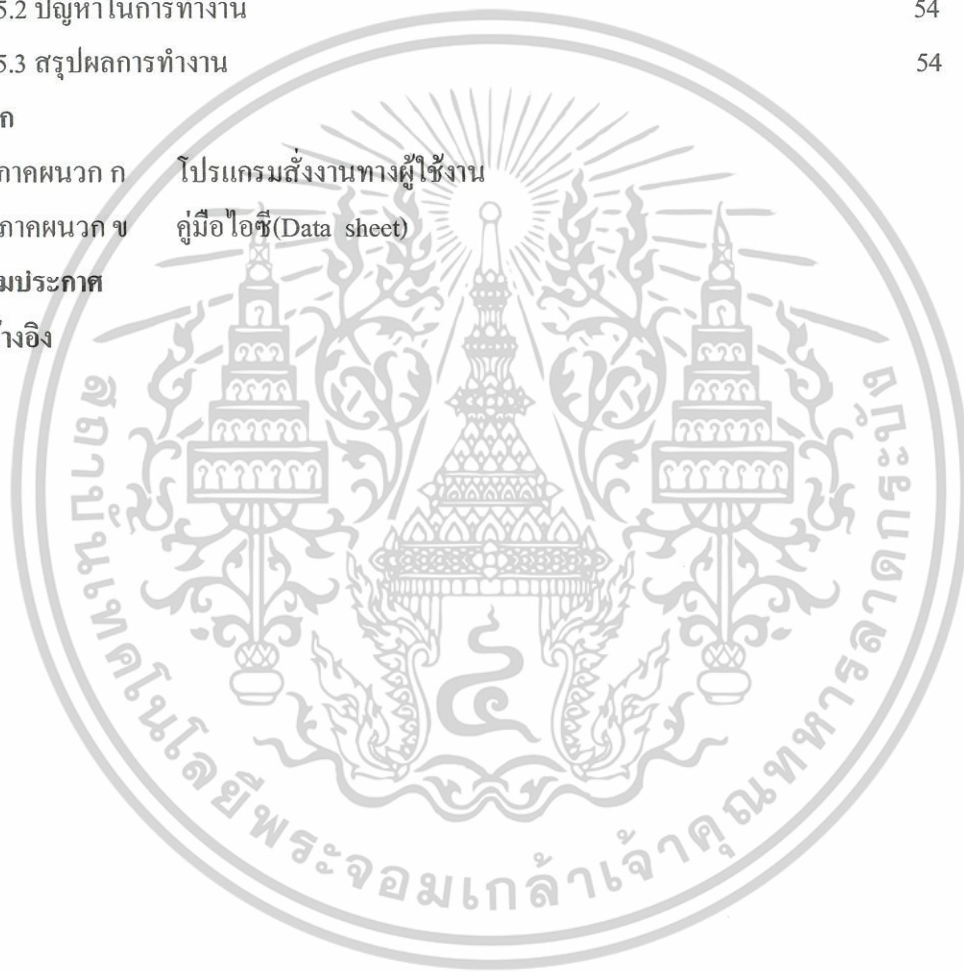 5.2 ปัญหาในการทำงาน 54
5.3 สรุปผลการทำงาน 54
ก
ภาคผนวก ก โปรแกรมสั่งงานทางผู้ใช้งาน
ภาคผนวก ข คู่มือไอซี(Data sheet)
มประกาศ
างอิง
สถาบันเทคโนโลยีพระจอมเกล้าเจ้าคุณทหารลาดกระบัง
๔